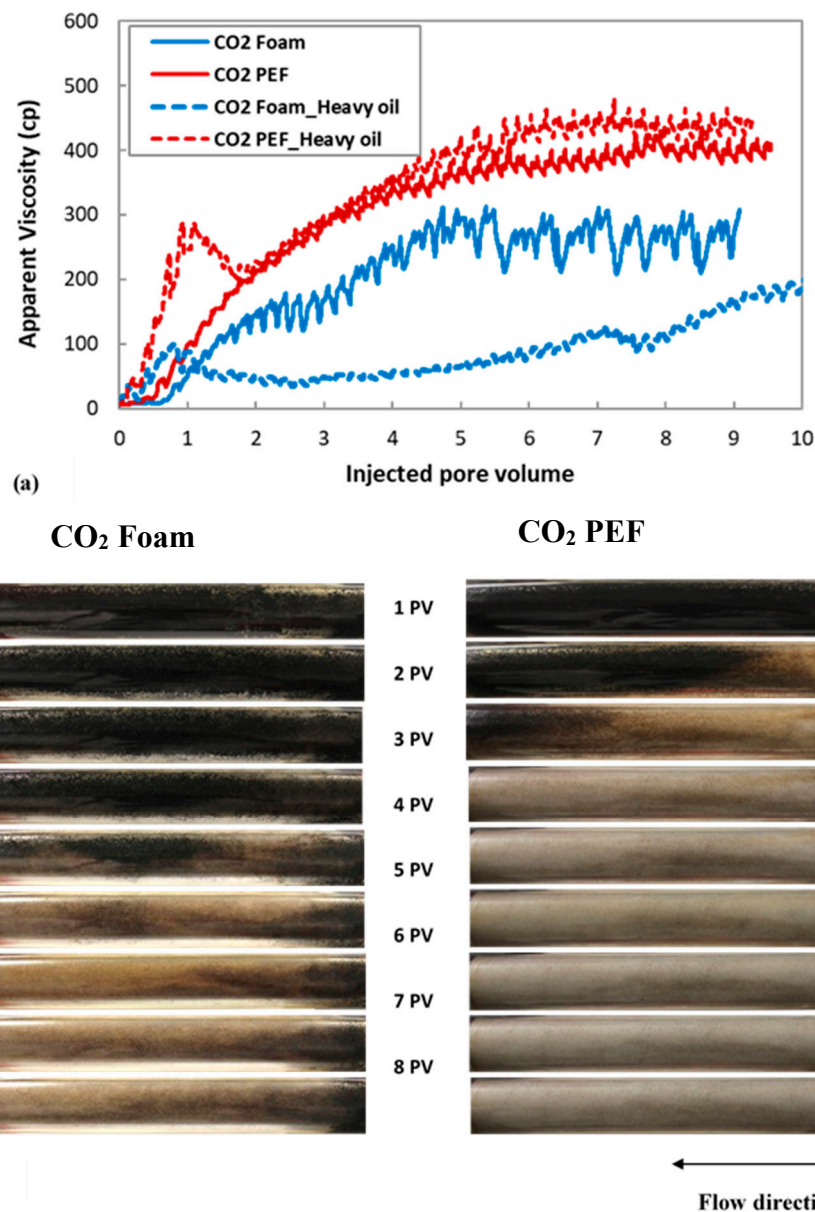 600
500
400
300
200
100
0
Apparent Viscosity (cp)
CO2 Foam
CO2 PEF
CO2 Foam_Heavy oil
CO2 PEF_Heavy oil
0 1 2 3 4 5 6 7 8 9 10
Injected pore volume
(a)
CO₂ Foam
CO₂ PEF
1 PV
2 PV
3 PV
4 PV
5 PV
6 PV
7 PV
8 PV
Flow directi